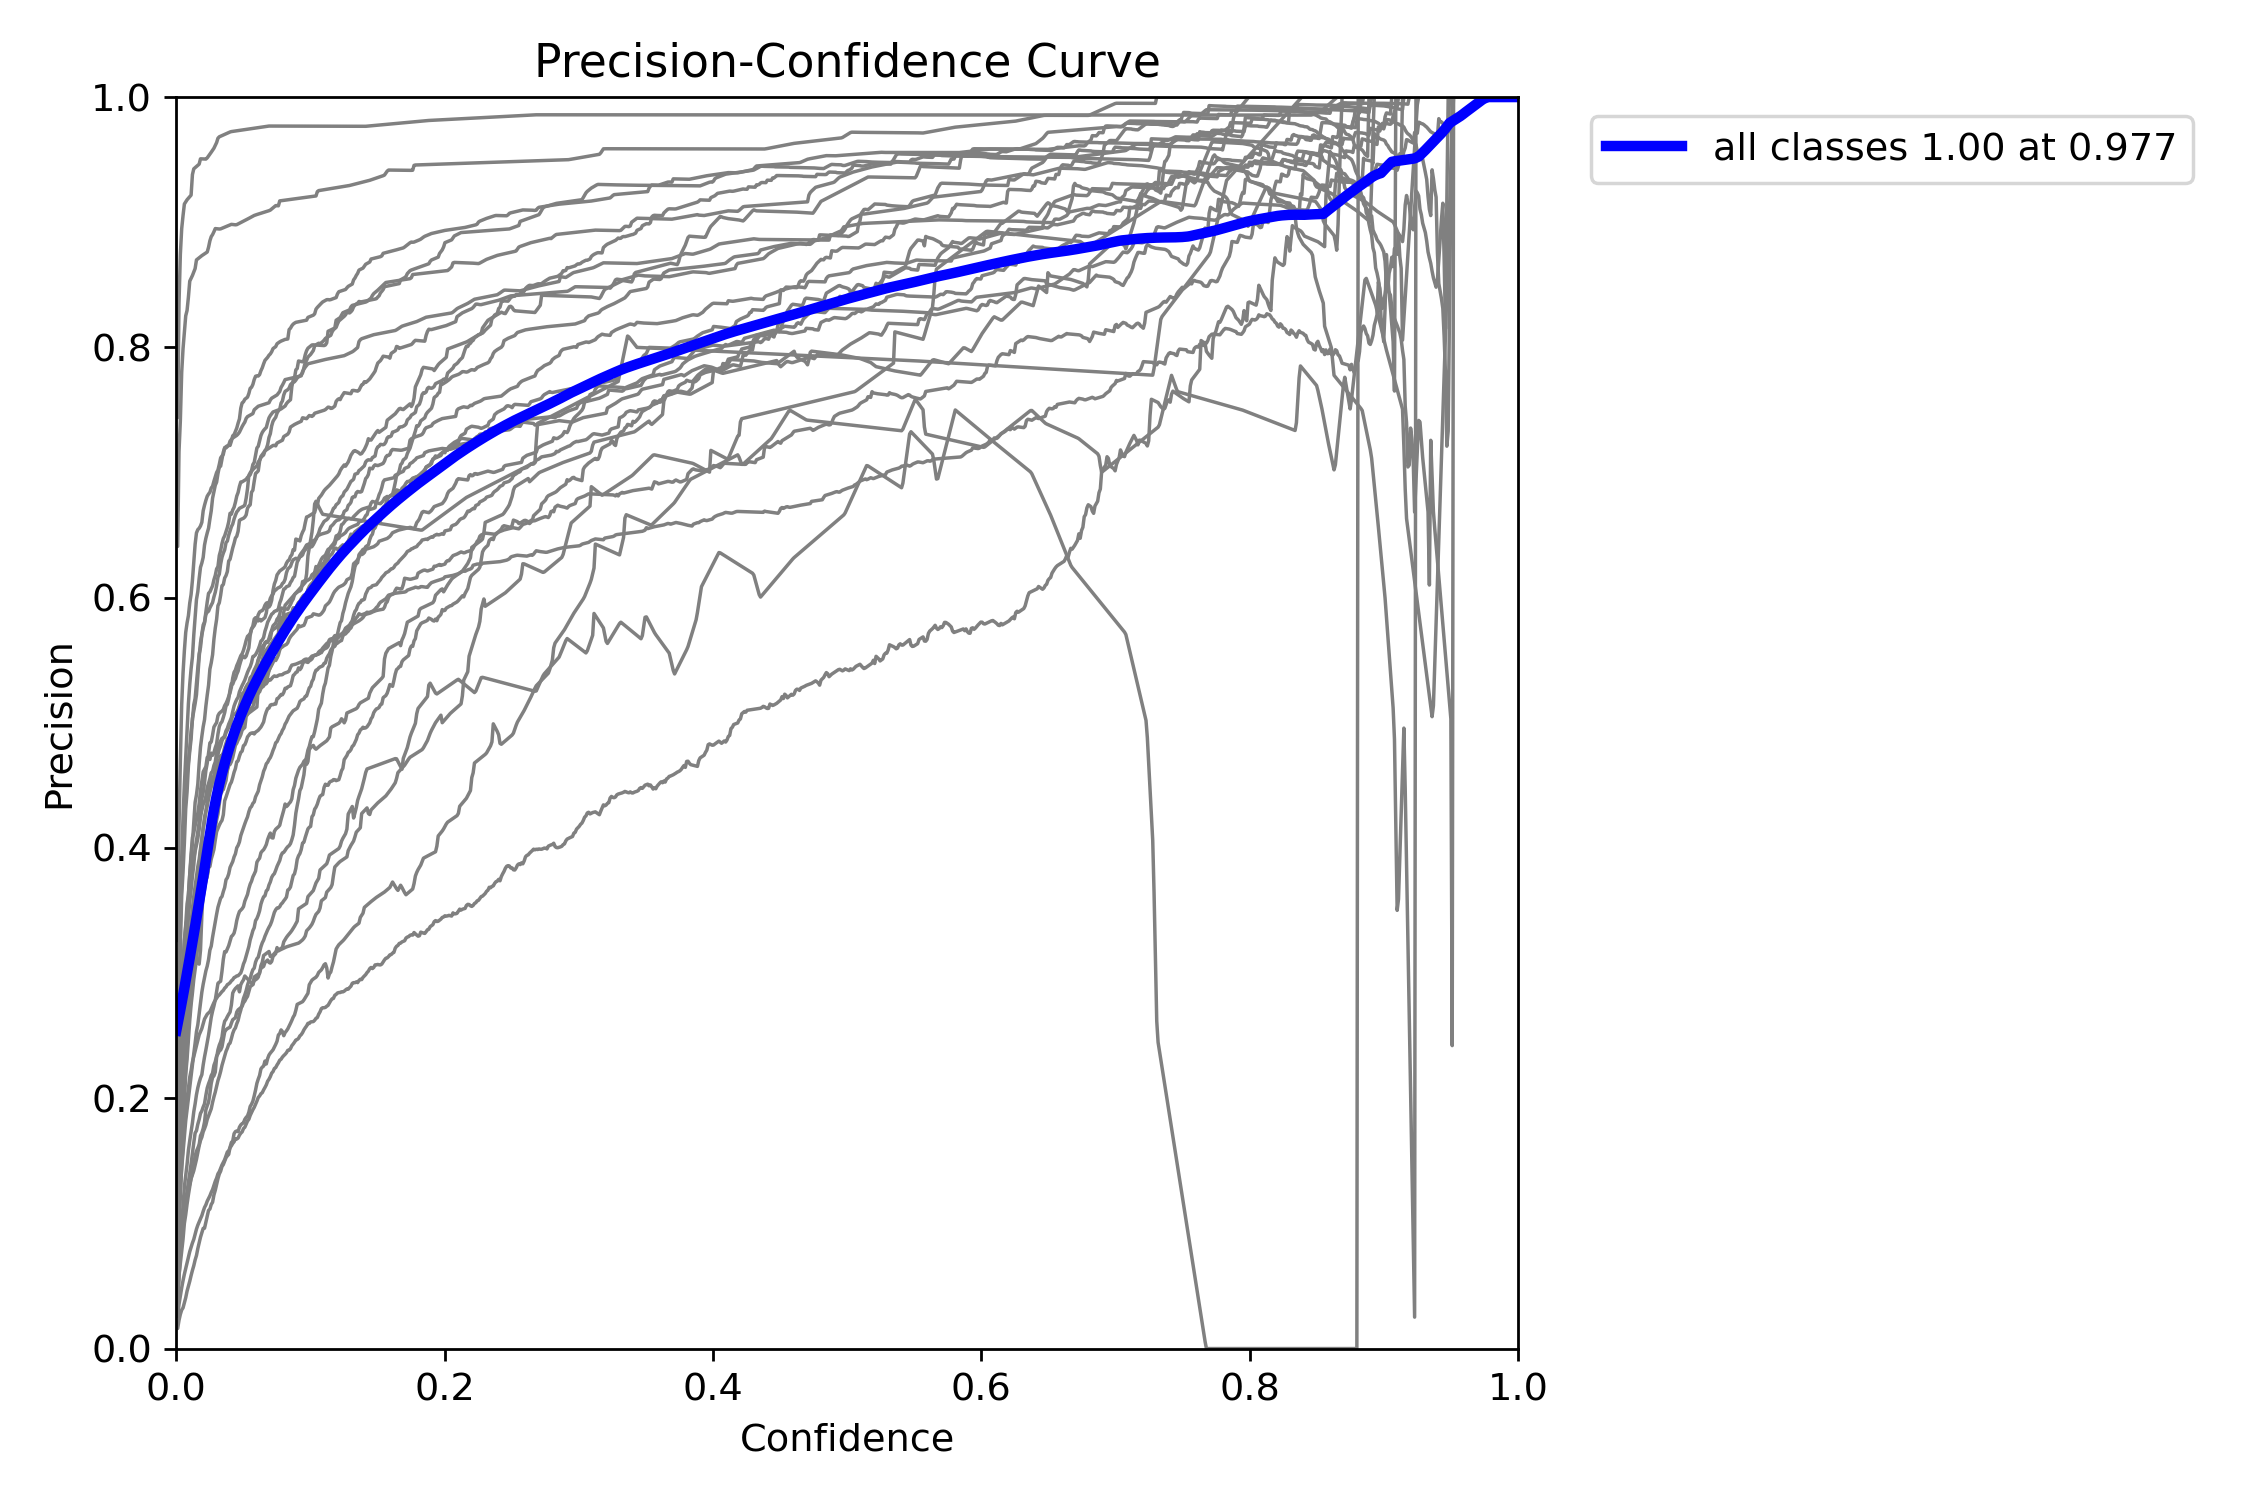 Precision-Confidence Curve
all classes 1.00 at 0.977
1.0
0.8
0.6
0.4
0.2
0.0
Precision
0.0 0.2 0.4 0.6 0.8 1.0
Confidence